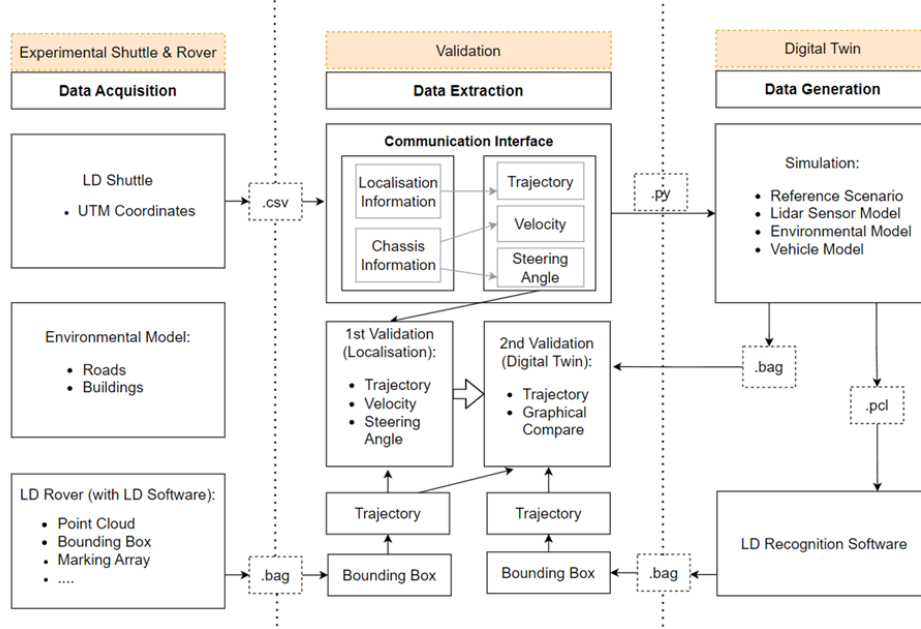 Experimental Shuttle & Rover
Data Acquisition
LD Shuttle
• UTM Coordinates
Environmental Model:
• Roads
• Buildings
LD Rover (with LD Software):
• Point Cloud
• Bounding Box
• Marking Array
• ....
.csv
.bag
Validation
Data Extraction
Communication Interface
Localisation
Information
Chassis
Information
Trajectory
Velocity
Steering
Angle
1st Validation
(Localisation):
• Trajectory
• Velocity
• Steering
Angle
2nd Validation
(Digital Twin):
• Trajectory
• Graphical
Compare
Trajectory
Bounding Box
Trajectory
Bounding Box
.py
.bag
Digital Twin
Data Generation
Simulation:
• Reference Scenario
• Lidar Sensor Model
• Environmental Model
• Vehicle Model
.bag
.pcl
LD Recognition Software